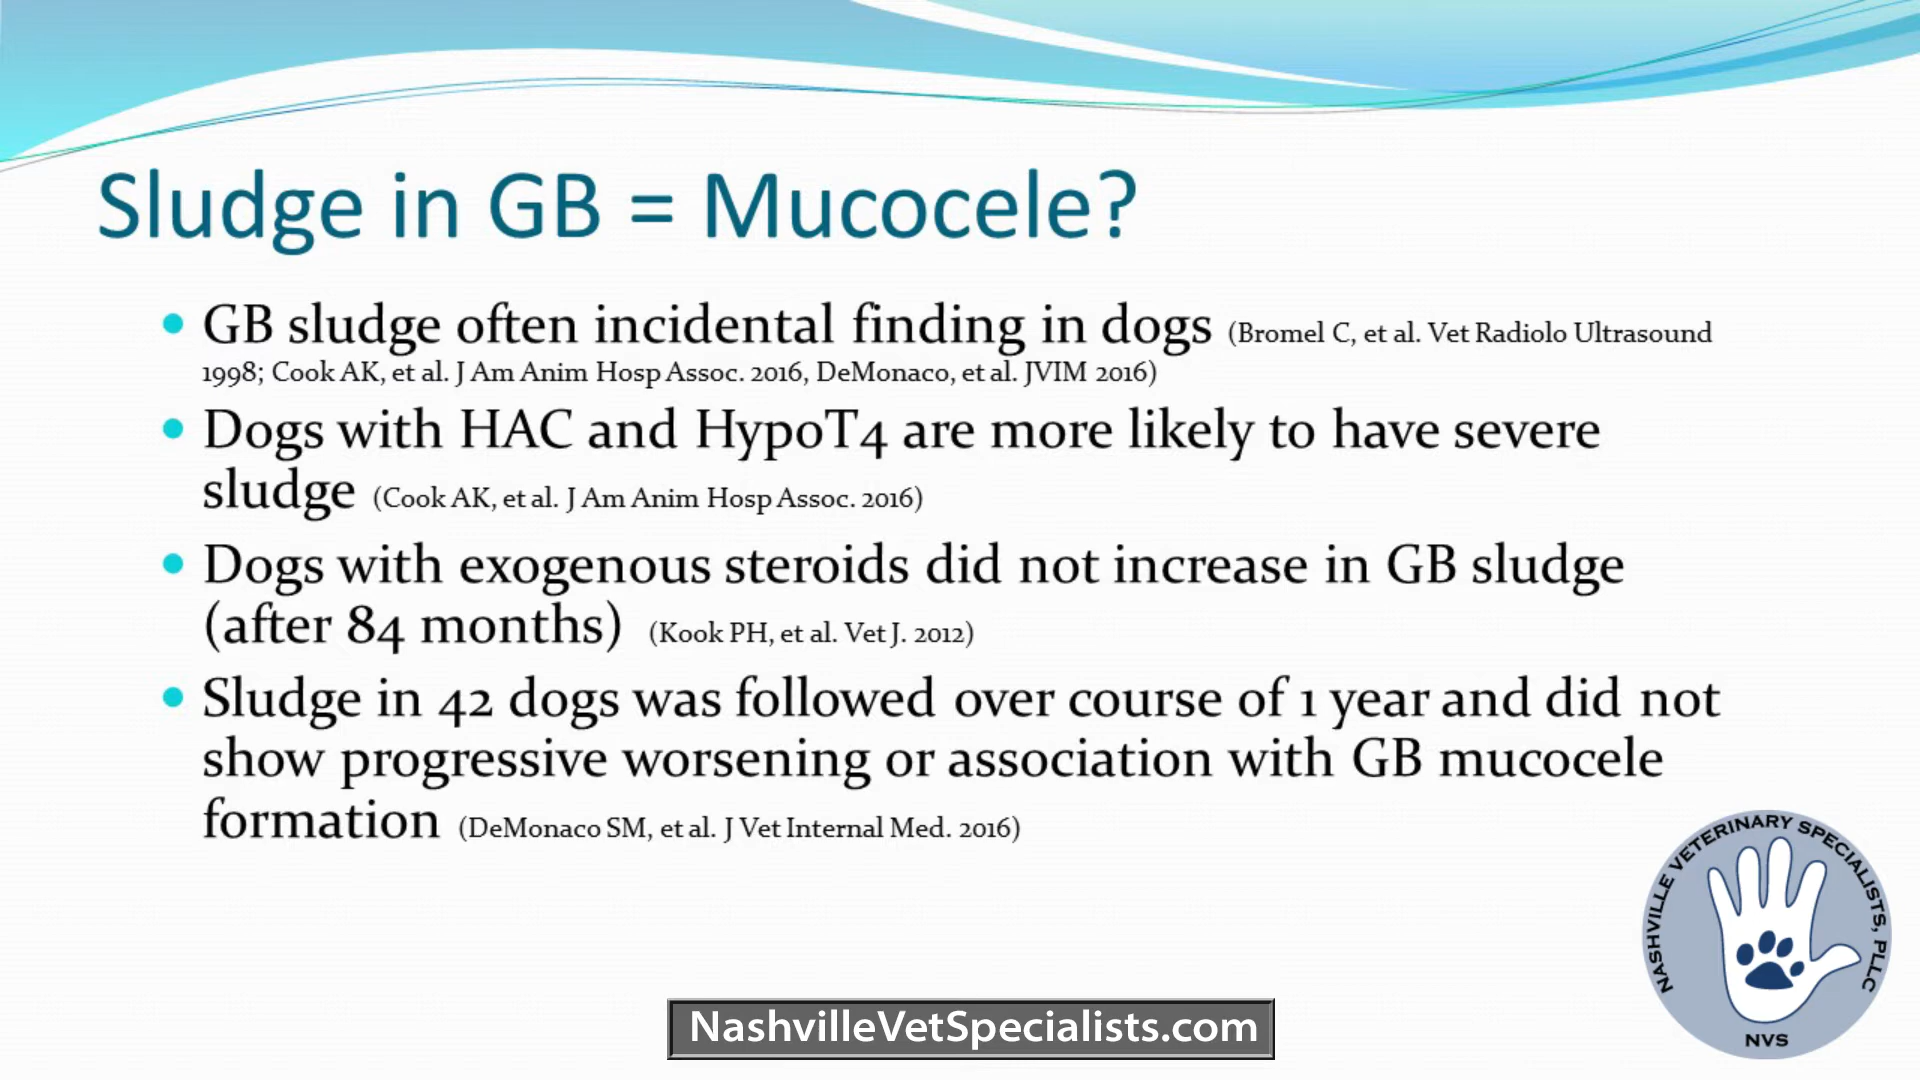 Sludge in GB = Mucocele?
GB sludge often incidental finding in dogs (Bromel C, et al. Vet Radiolo Ultrasound
1998; Cook AK, et al. J Am Anim Hosp Assoc. 2016, DeMonaco, et al. JVIM 2016)
Dogs with HAC and HypoT4 are more likely to have severe
sludge (Cook AK, et al. J Am Anim Hosp Assoc. 2016)
Dogs with exogenous steroids did not increase in GB sludge
(after 84 months) (Kook PH, et al. Vet J. 2012)
Sludge in 42 dogs was followed over course of 1 year and did not
show progressive worsening or association with GB mucocele
formation (DeMonaco SM, et al. J Vet Internal Med. 2016)
NASHVILLE VETERINARY SPECIALISTS, PLLC
NVS
NashvilleVetSpecialists.com